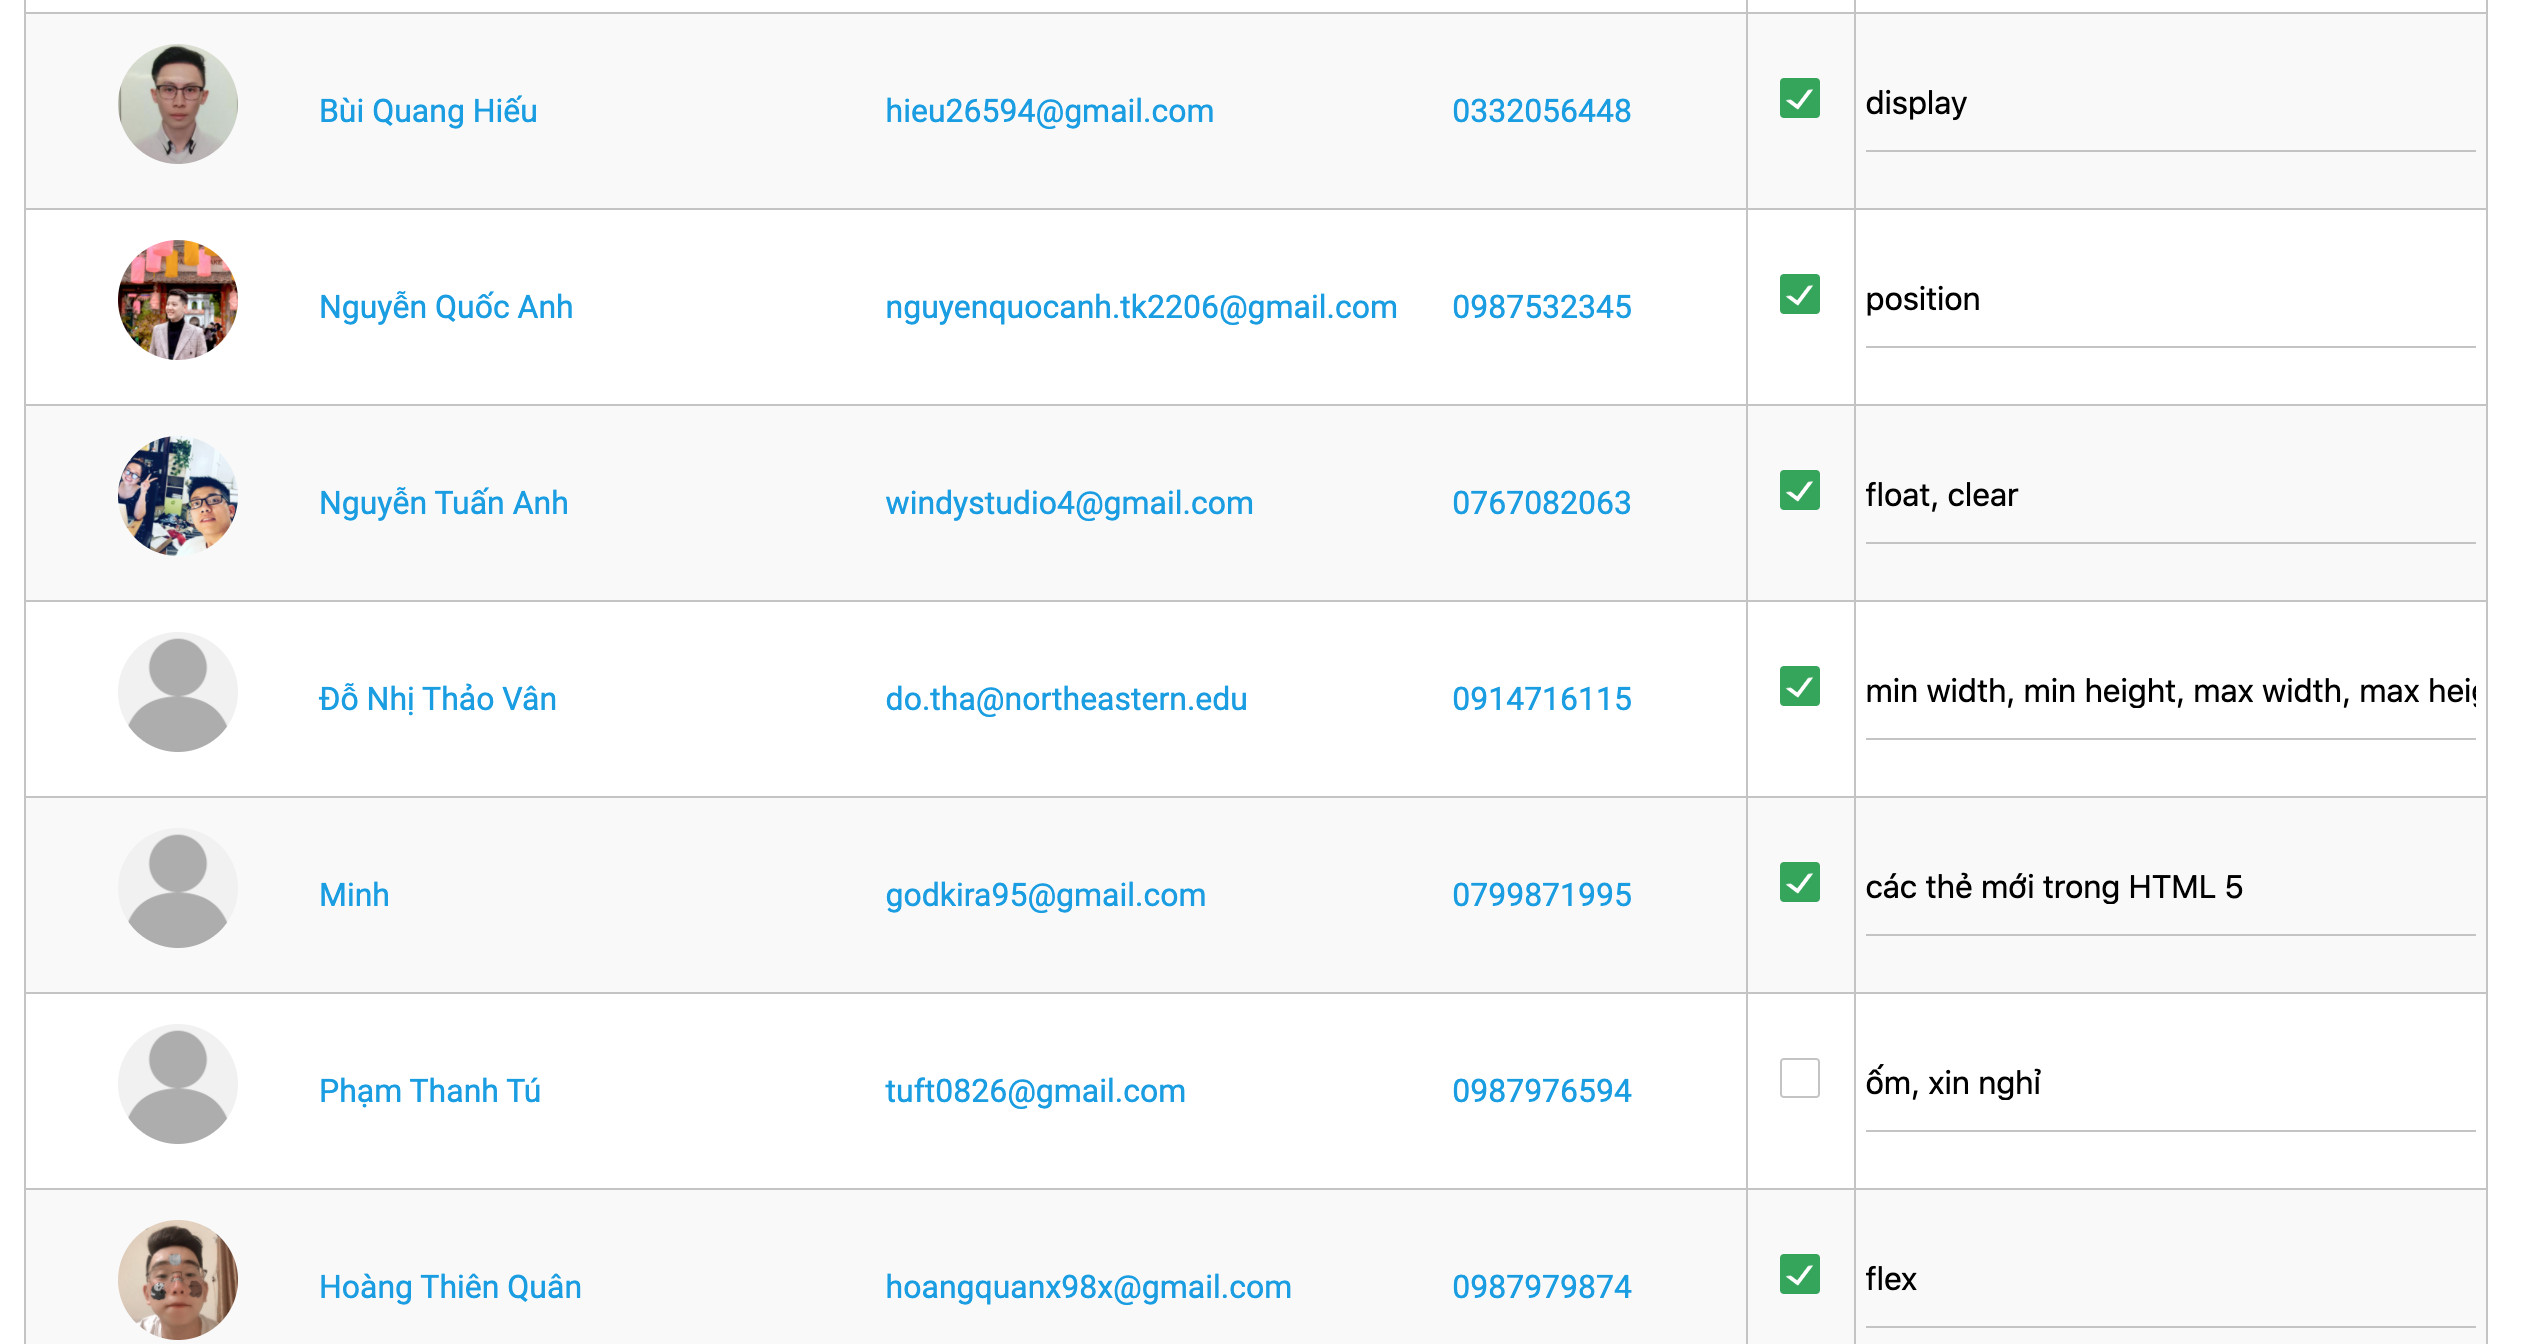 Bùi Quang Hiếu hieu26594@gmail.com 0332056448 display
Nguyễn Quốc Anh nguyenquocanh.tk2206@gmail.com 0987532345 position
Nguyễn Tuấn Anh windystudio4@gmail.com 0767082063 float, clear
Đỗ Nhị Thảo Vân do.tha@northeastern.edu 0914716115 min width, min height, max width, max
Minh godkira95@gmail.com 0799871995 các thẻ mới trong HTML 5
Phạm Thanh Tú tuft0826@gmail.com 0987976594 ốm, xin nghỉ
Hoàng Thiên Quân hoangquanx98x@gmail.com 0987979874 flex